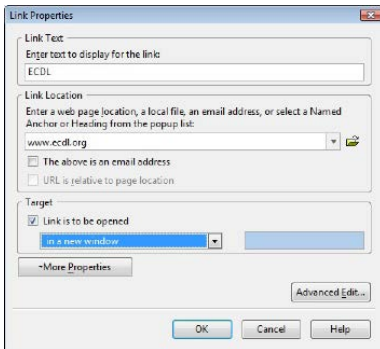 Link Properties
Link Text
Enter text to display for the link:
ECDL
Link Location
Enter a web page location, a local file, an email address, or select a Named
Anchor or Heading from the popup list:
www.ecdl.org
The above is an email address
URL is relative to page location
Target
Link is to be opened
in a new window
~More Properties
Advanced Edit...
OK Cancel Help